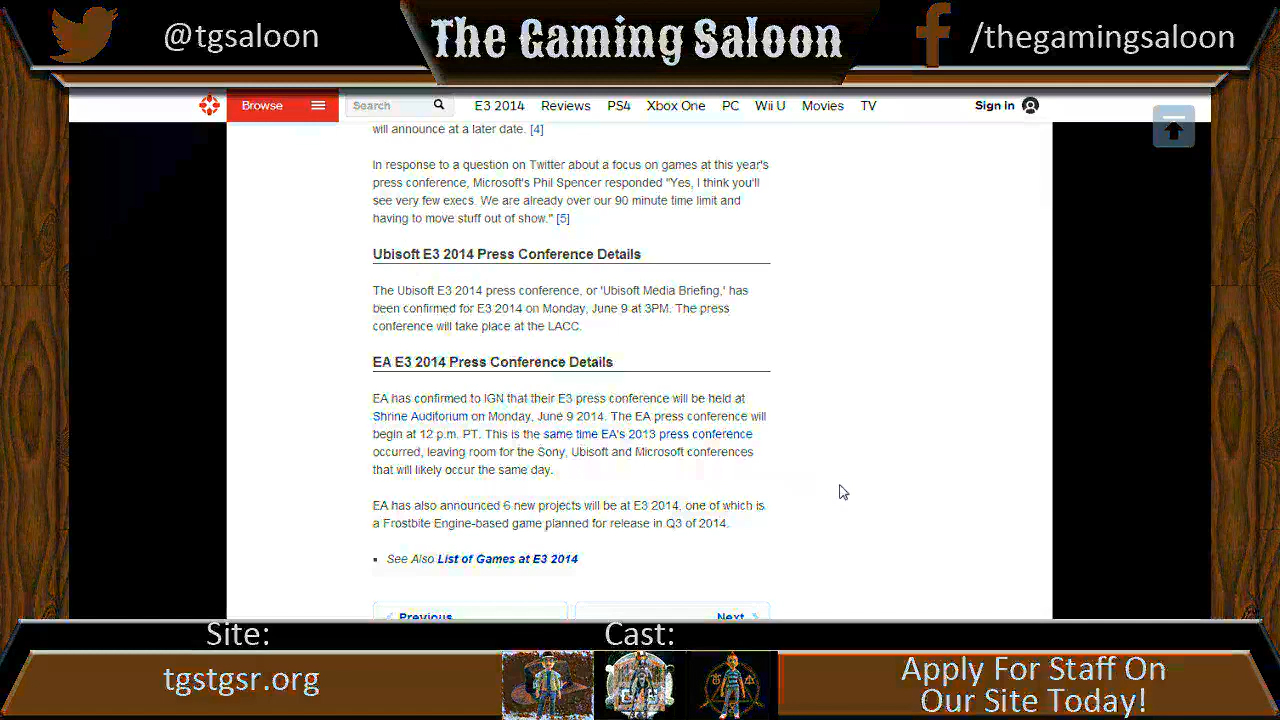 @tgsaloon
The Gaming Saloon
/thegamingsaloon
Browse
Search
E3 2014 Reviews PS4 Xbox One PC Wii U Movies TV
Sign In
will announce at a later date. [4]
In response to a question on Twitter about a focus on games at this year's
press conference, Microsoft's Phil Spencer responded "Yes, I think you'll
see very few execs. We are already over our 90 minute time limit and
having to move stuff out of show." [5]
Ubisoft E3 2014 Press Conference Details
The Ubisoft E3 2014 press conference, or 'Ubisoft Media Briefing,' has
been confirmed for E3 2014 on Monday, June 9 at 3PM. The press
conference will take place at the LACC.
EA E3 2014 Press Conference Details
EA has confirmed to IGN that their E3 press conference will be held at
Shrine Auditorium on Monday, June 9 2014. The EA press conference will
begin at 12 p.m. PT. This is the same time EA's 2013 press conference
occurred, leaving room for the Sony, Ubisoft and Microsoft conferences
that will likely occur the same day.
EA has also announced 6 new projects will be at E3 2014, one of which is
a Frostbite Engine-based game planned for release in Q3 of 2014.
See Also List of Games at E3 2014
Previous
Next
Site:
Cast:
tgstgsr.org
Apply For Staff On
Our Site Today!